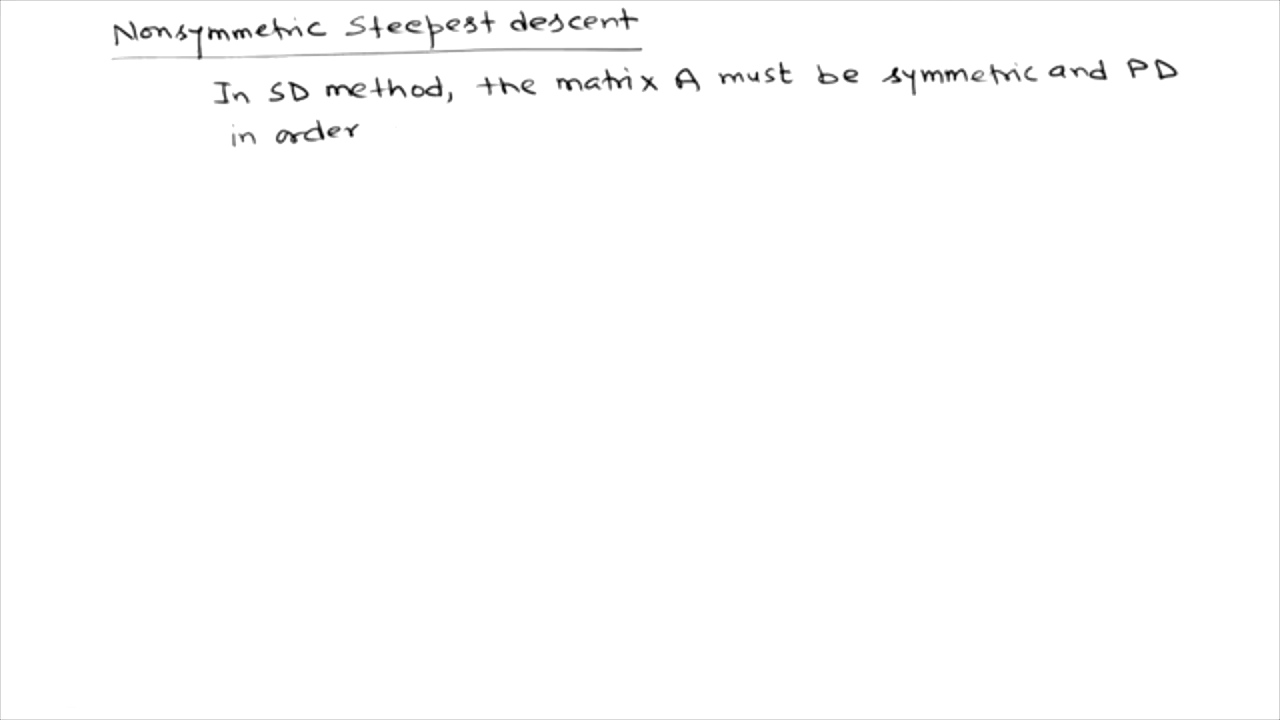 Nonsymmetric Steepest descent
In SD method, the matrix A must be symmetric and PD
in order